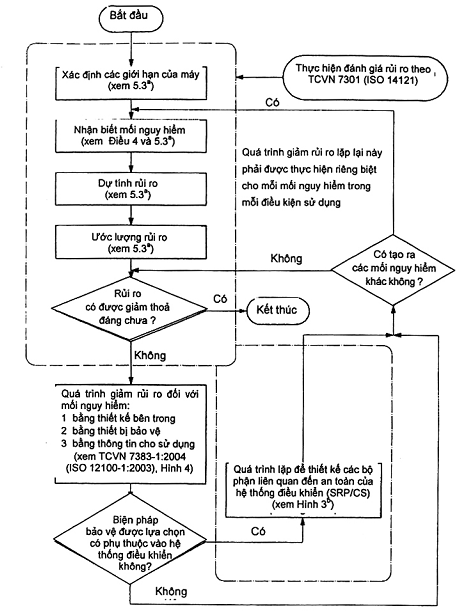 Bắt đầu
Xác định các giới hạn của máy
(xem 5.3ª)
Thực hiện đánh giá rủi ro theo
TCVN 7301 (ISO 14121)
Có
Nhận biết mối nguy hiểm
(xem Điều 4 và 5.3ª)
Quá trình giảm rủi ro lặp lại này
phải được thực hiện riêng biệt
cho mỗi mối nguy hiểm trong
mỗi điều kiện sử dụng
Dự tính rủi ro
(xem 5.3ª)
Ước lượng rủi ro
(xem 5.3ª)
Không
Có tạo ra
các mối nguy hiểm
khác không ?
Rủi ro
có được giảm thoả
đáng chưa ?
Có
Kết thúc
Không
Quá trình giảm rủi ro đối với
mối nguy hiểm:
1 bằng thiết kế bên trong
2 bằng thiết bị bảo vệ
3 bằng thông tin cho sử dụng
(xem TCVN 7383-1:2004
(ISO 12100-1:2003), Hình 4)
Quá trình lặp để thiết kế các bộ
phận liên quan đến an toàn của
hệ thống điều khiển (SRP/CS)
(xem Hình 3ᵇ)
Biện pháp
bảo vệ được lựa chọn
có phụ thuộc vào hệ
thống điều khiển
không?
Có
Không